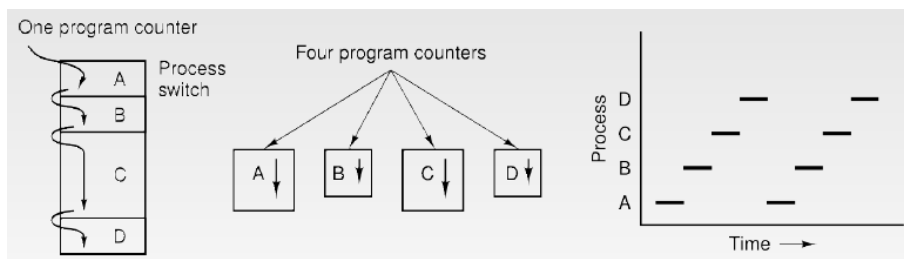 One program counter
Process
switch
A
B
C
D
Four program counters
A
B
C
D
Process
D
C
B
A
Time